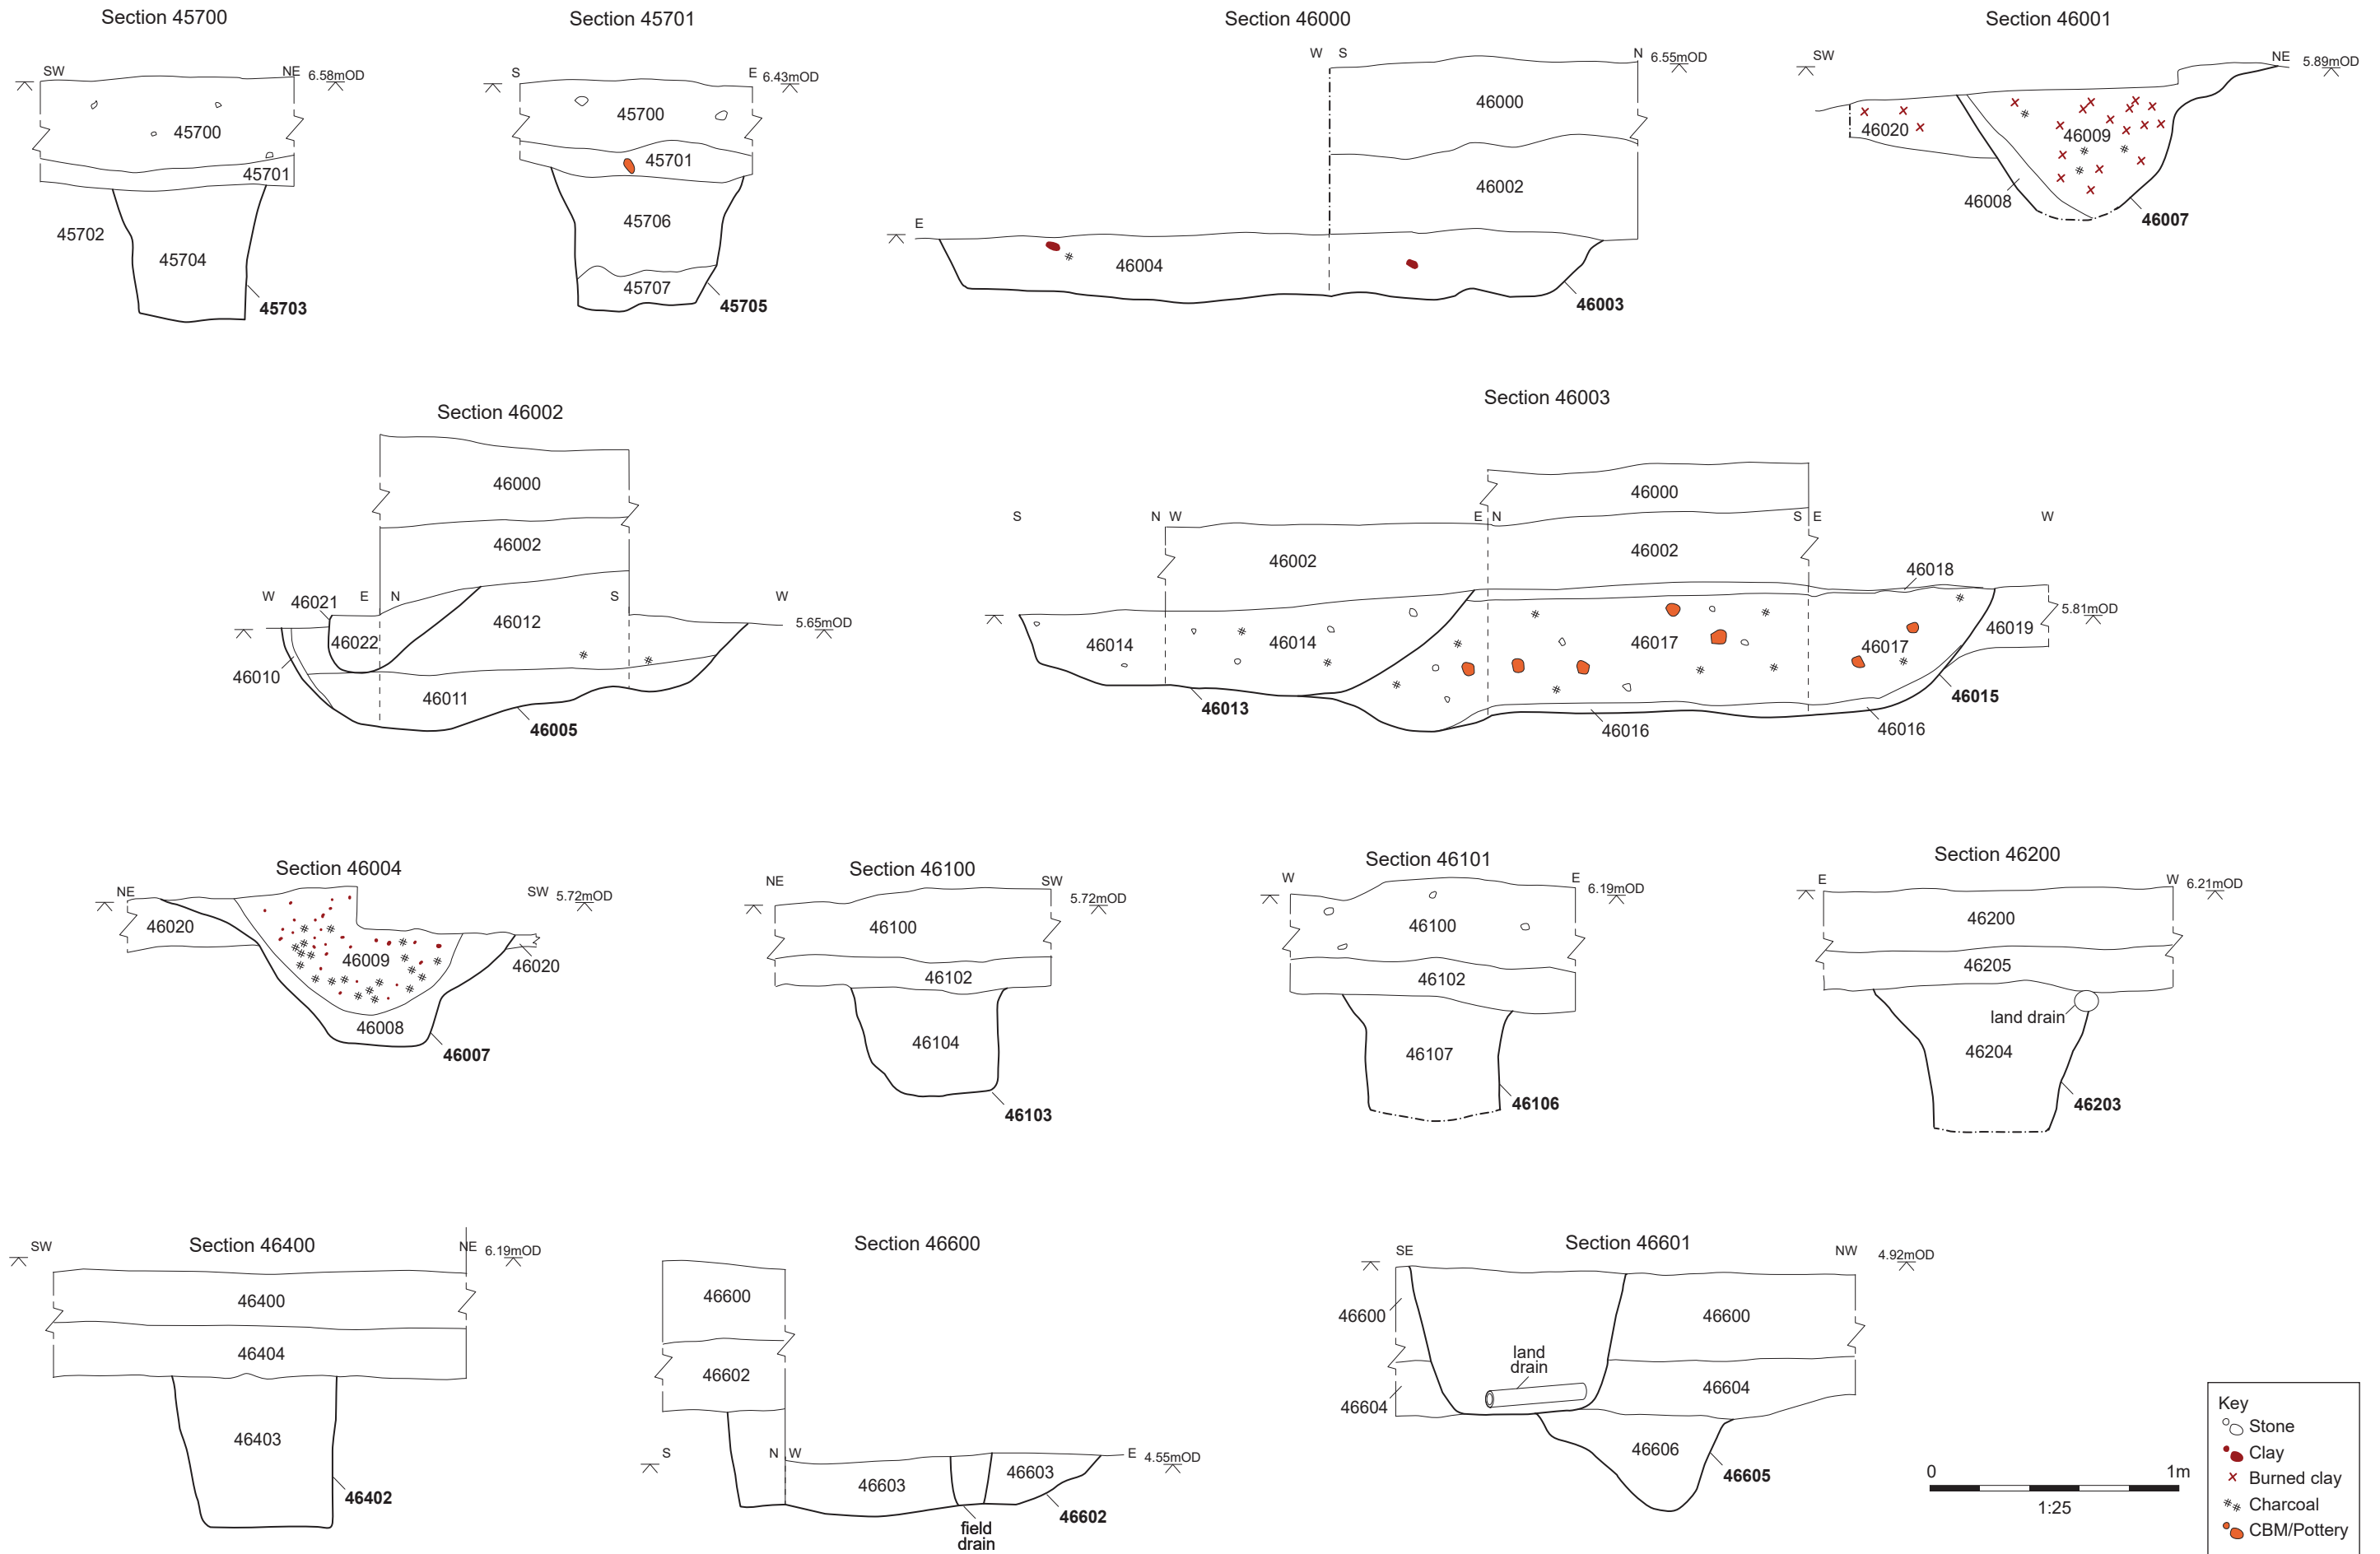 Section 45700
SW
NE 6.58mOD
45700
45701
45702
45704
45703
Section 45701
S
E 6.43mOD
45700
45701
45706
45707
45705
Section 46000
W S
N 6.55mOD
46000
46002
E
46004
46003
Section 46001
SW
NE 5.89mOD
46020
46009
46008
46007
Section 46002
46000
46002
W
46021
E N
S
W
5.65mOD
46022
46012
46010
46011
46005
Section 46003
46000
S
N W
E N
S E
W
46002
46002
46018
5.81mOD
46014
46014
46017
46017
46019
46013
46015
46016
46016
Section 46004
NE
SW 5.72mOD
46020
46009
46020
46008
46007
Section 46100
NE
SW
5.72mOD
46100
46102
46104
46103
Section 46101
W
E
6.19mOD
46100
46102
46107
46106
Section 46200
E
W 6.21mOD
46200
46205
land drain
46204
46203
Section 46400
SW
NE 6.19mOD
46400
46404
46403
46402
Section 46600
46600
46602
S
N W
E 4.55mOD
46603
46603
46602
field
drain
Section 46601
SE
NW 4.92mOD
46600
46600
land
drain
46604
46604
46606
46605
0 1m
1:25
Key
Stone
Clay
Burned clay
Charcoal
CBM/Pottery